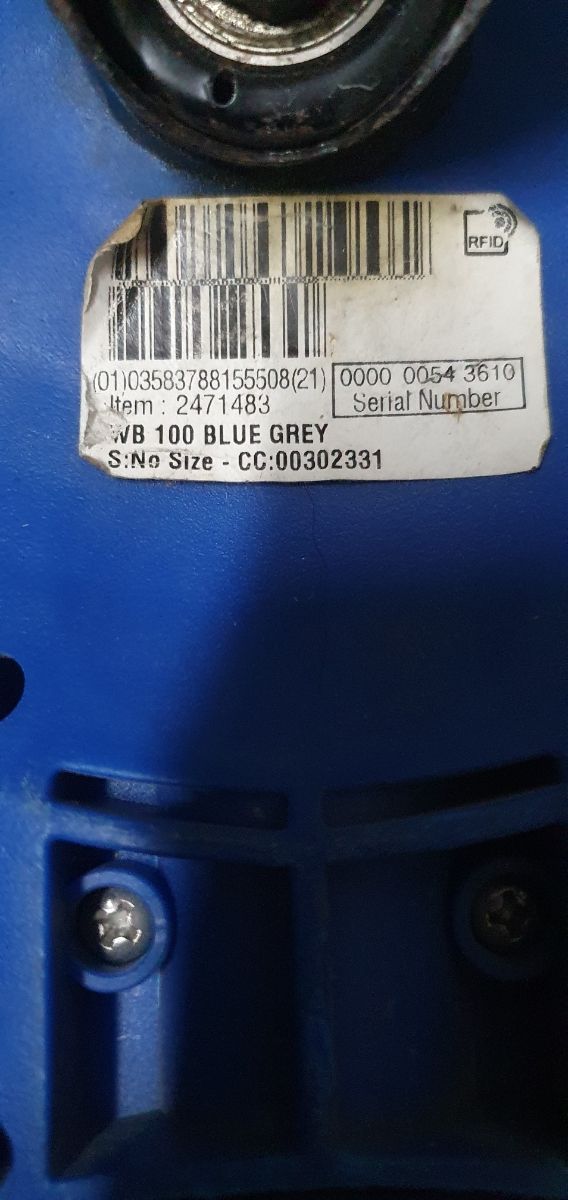 RFID
(01)03583788155508(21)
0000 0054 3610
Serial Number
Item : 2471483
WB 100 BLUE GREY
S:No Size - CC:00302331